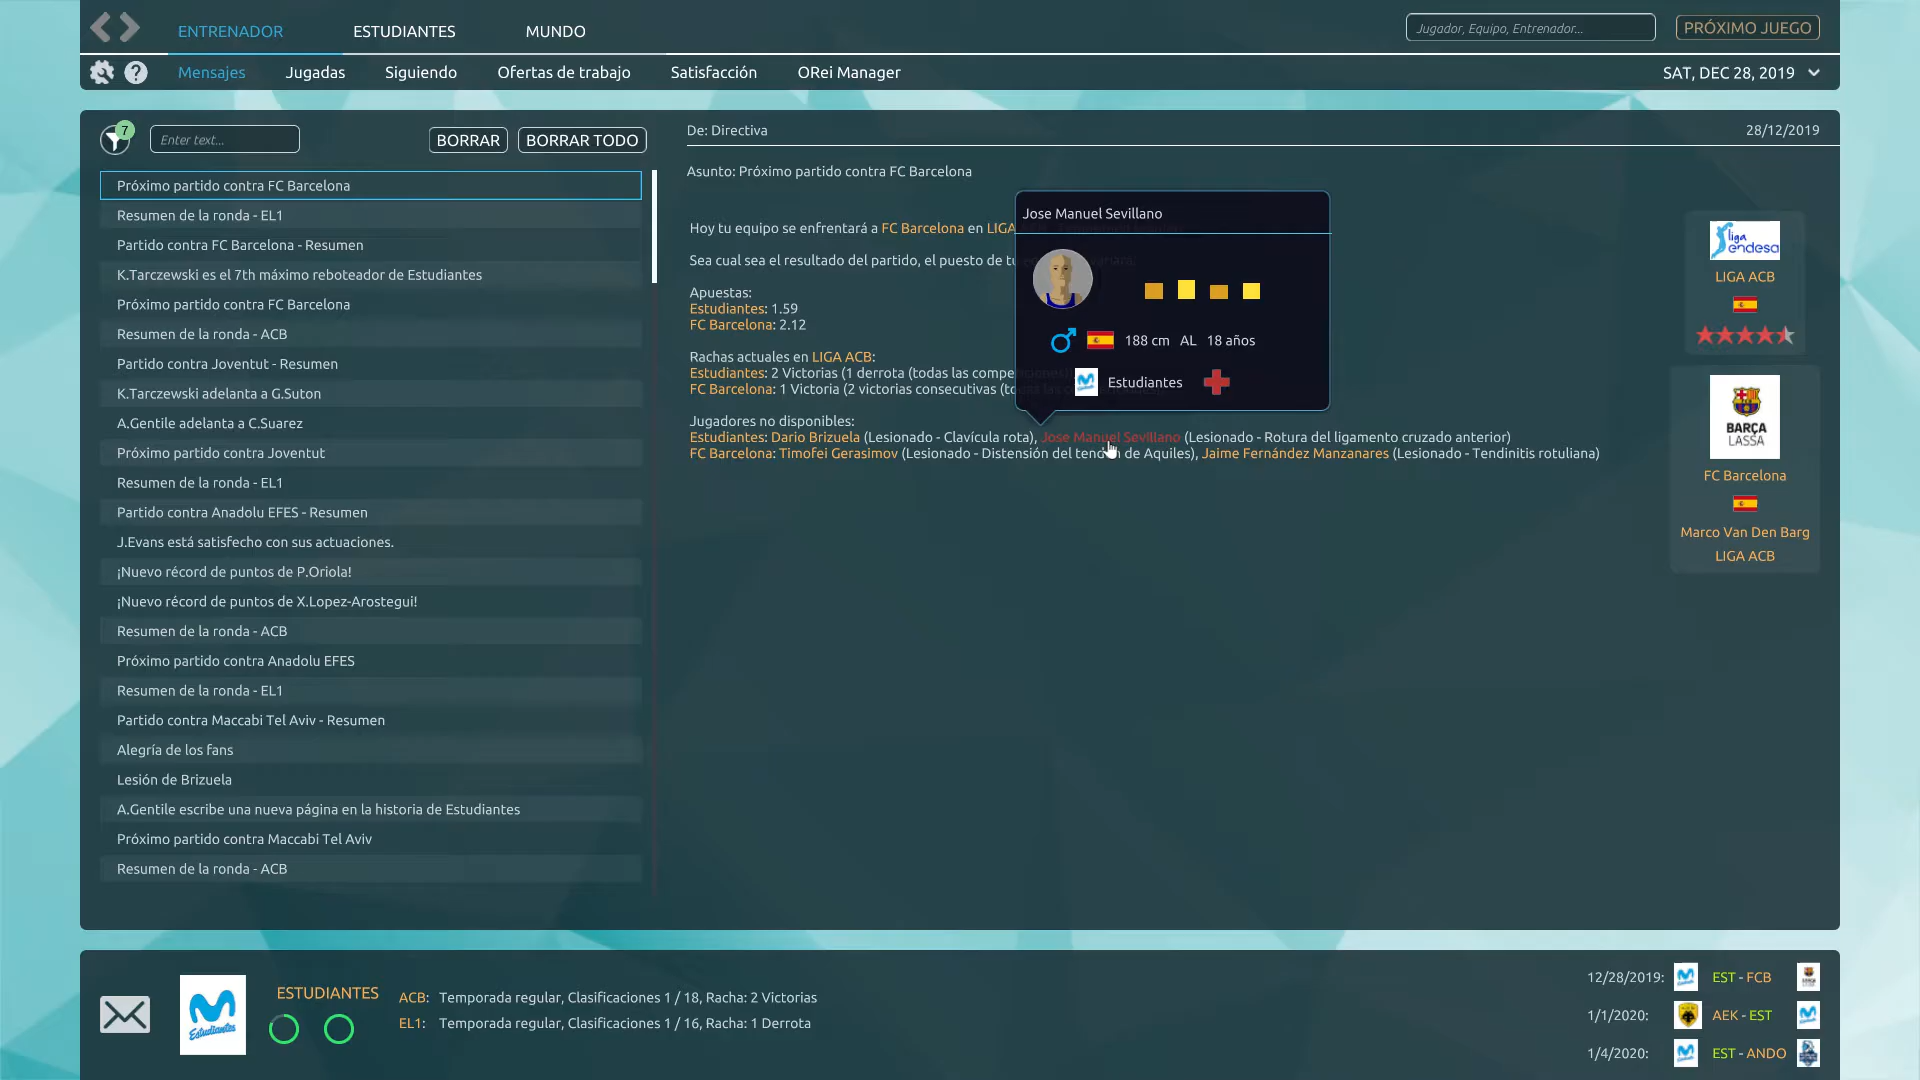 ENTRENADOR ESTUDIANTES MUNDO
Jugador, Equipo, Entrenador...
PRÓXIMO JUEGO
Mensajes Jugadas Siguiendo Ofertas de trabajo Satisfacción ORei Manager
SAT, DEC 28, 2019
7
Enter text...
BORRAR
BORRAR TODO
Próximo partido contra FC Barcelona
Resumen de la ronda - EL1
Partido contra FC Barcelona - Resumen
K.Tarczewski es el 7th máximo reboteador de Estudiantes
Próximo partido contra FC Barcelona
Resumen de la ronda - ACB
Partido contra Joventut - Resumen
K.Tarczewski adelanta a G.Suton
A.Gentile adelanta a C.Suarez
Próximo partido contra Joventut
Resumen de la ronda - EL1
Partido contra Anadolu EFES - Resumen
J.Evans está satisfecho con sus actuaciones.
¡Nuevo récord de puntos de P.Oriola!
¡Nuevo récord de puntos de X.Lopez-Arostegui!
Resumen de la ronda - ACB
Próximo partido contra Anadolu EFES
Resumen de la ronda - EL1
Partido contra Maccabi Tel Aviv - Resumen
Alegría de los fans
Lesión de Brizuela
A.Gentile escribe una nueva página en la historia de Estudiantes
Próximo partido contra Maccabi Tel Aviv
Resumen de la ronda - ACB
De: Directiva
28/12/2019
Asunto: Próximo partido contra FC Barcelona
Hoy tu equipo se enfrentará a FC Barcelona en LIGA
Sea cual sea el resultado del partido, el puesto de tu
Apuestas:
Estudiantes: 1.59
FC Barcelona: 2.12
Rachas actuales en LIGA ACB:
Estudiantes: 2 Victorias (1 derrota (todas las
FC Barcelona: 1 Victoria (2 victorias consecutivas
Jugadores no disponibles:
Estudiantes: Dario Brizuela (Lesionado - Clavícula rota), Jose Manuel Sevillano (Lesionado - Rotura del ligamento cruzado anterior)
FC Barcelona: Timofei Gerasimov (Lesionado - Distensión del tendón de Aquiles), Jaime Fernández Manzanares (Lesionado - Tendinitis rotuliana)
Jose Manuel Sevillano
188 cm AL 18 años
Estudiantes
liga endesa
LIGA ACB
BARÇA
LASSA
FC Barcelona
Marco Van Den Barg
LIGA ACB
Estudiantes
ESTUDIANTES
ACB: Temporada regular, Clasificaciones 1 / 18, Racha: 2 Victorias
EL1: Temporada regular, Clasificaciones 1 / 16, Racha: 1 Derrota
12/28/2019: EST - FCB
1/1/2020: AEK - EST
1/4/2020: EST - ANDO